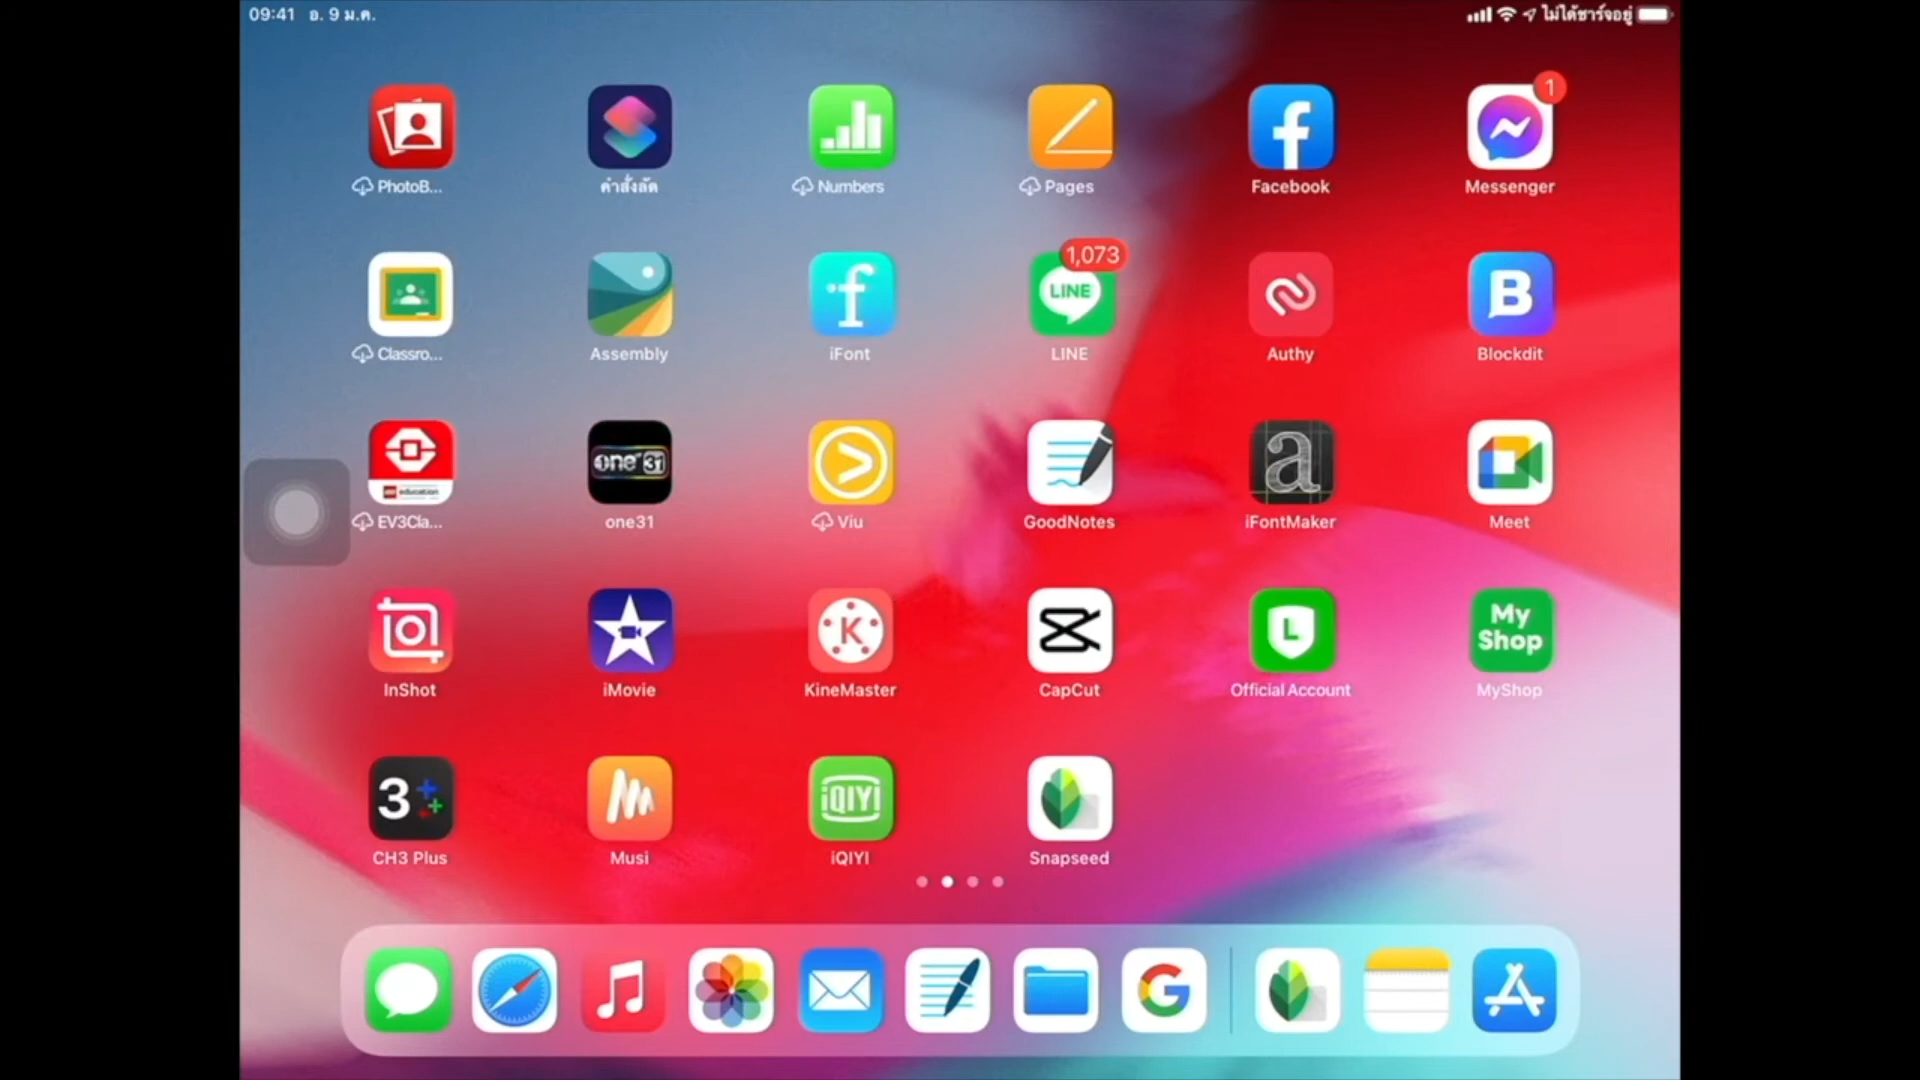 09:41 อ. 9 ม.ค.
ไม่ได้ชาร์จอยู่
1
PhotoB...
คำสั่งลัด
Numbers
Pages
Facebook
Messenger
1,073
LINE
B
Classro...
Assembly
iFont
LINE
Authy
Blockdit
education
one31
a
EV3Cla...
one31
Viu
GoodNotes
iFontMaker
Meet
K
L
My
Shop
InShot
iMovie
KineMaster
CapCut
Official Account
MyShop
3
iQIYI
CH3 Plus
Musi
iQIYI
Snapseed